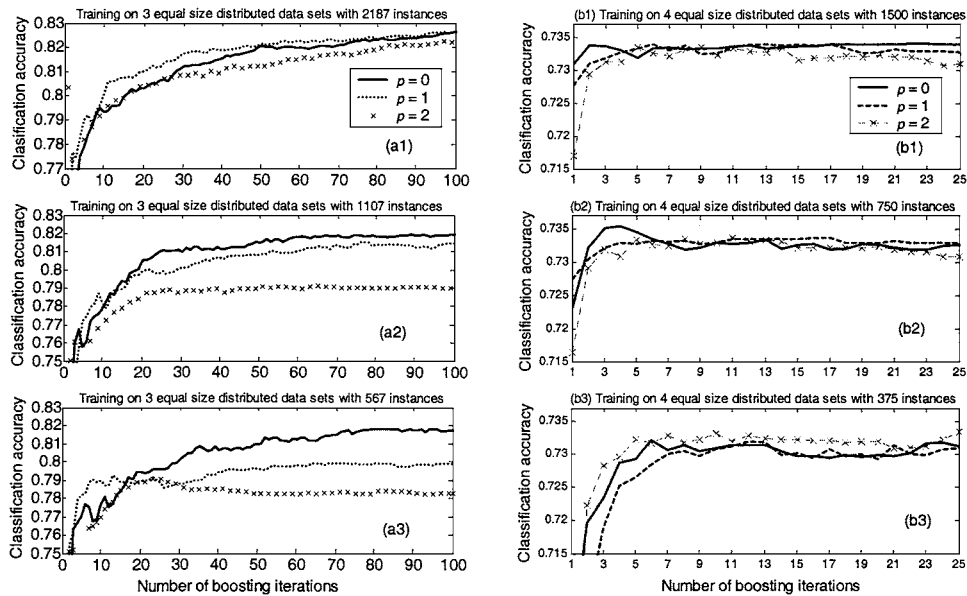 Training on 3 equal size distributed data sets with 2187 instances
Classification accuracy
0.83
0.82
0.81
0.8
0.79
0.78
0.77
p = 0
p = 1
p = 2
(a1)
0 10 20 30 40 50 60 70 80 90 100
Training on 3 equal size distributed data sets with 1107 instances
Classification accuracy
0.83
0.82
0.81
0.8
0.79
0.78
0.77
0.76
0.75
(a2)
0 10 20 30 40 50 60 70 80 90 100
Training on 3 equal size distributed data sets with 567 instances
Classification accuracy
0.83
0.82
0.81
0.8
0.79
0.78
0.77
0.76
0.75
(a3)
0 10 20 30 40 50 60 70 80 90 100
Number of boosting iterations
(b1) Training on 4 equal size distributed data sets with 1500 instances
Classification accuracy
0.735
0.73
0.725
0.72
0.715
p = 0
p = 1
p = 2
(b1)
1 3 5 7 9 11 13 15 17 19 21 23 25
(b2) Training on 4 equal size distributed data sets with 750 instances
Classification accuracy
0.735
0.73
0.725
0.72
0.715
(b2)
1 3 5 7 9 11 13 15 17 19 21 23 25
(b3) Training on 4 equal size distributed data sets with 375 instances
Classification accuracy
0.735
0.73
0.725
0.72
0.715
(b3)
1 3 5 7 9 11 13 15 17 19 21 23 25
Number of boosting iterations